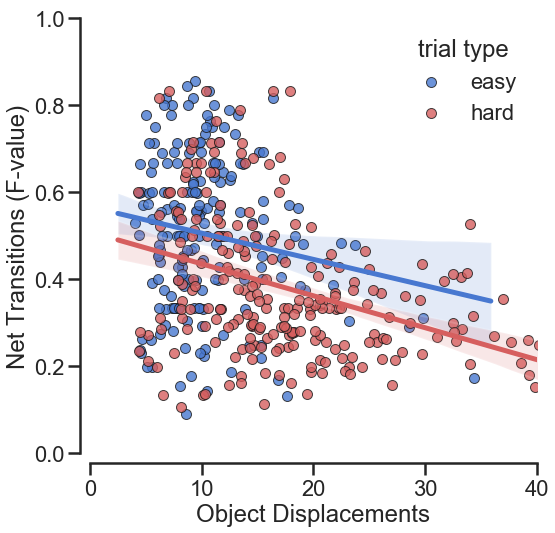 1.0
0.8
0.6
0.4
0.2
0.0
Net Transitions (F-value)
trial type
easy
hard
0 10 20 30 40
Object Displacements